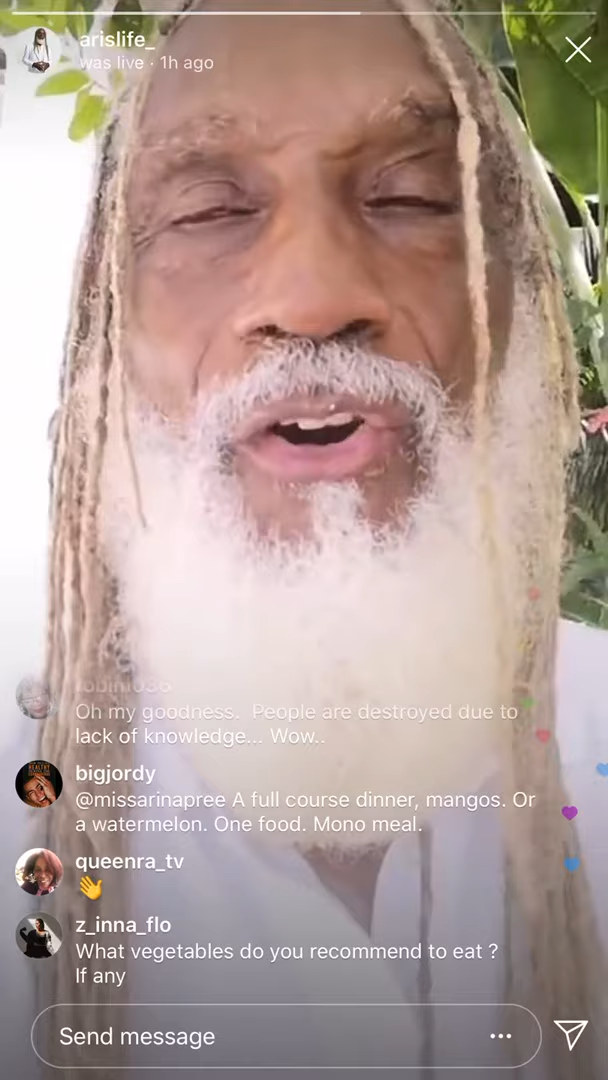 arislife_
was live · 1h ago
Oh my goodness. People are destroyed due to
lack of knowledge... Wow..
bigjordy
@missarinapree A full course dinner, mangos. Or
a watermelon. One food. Mono meal.
queenra_tv
👋
z_inna_flo
What vegetables do you recommend to eat ?
If any
Send message